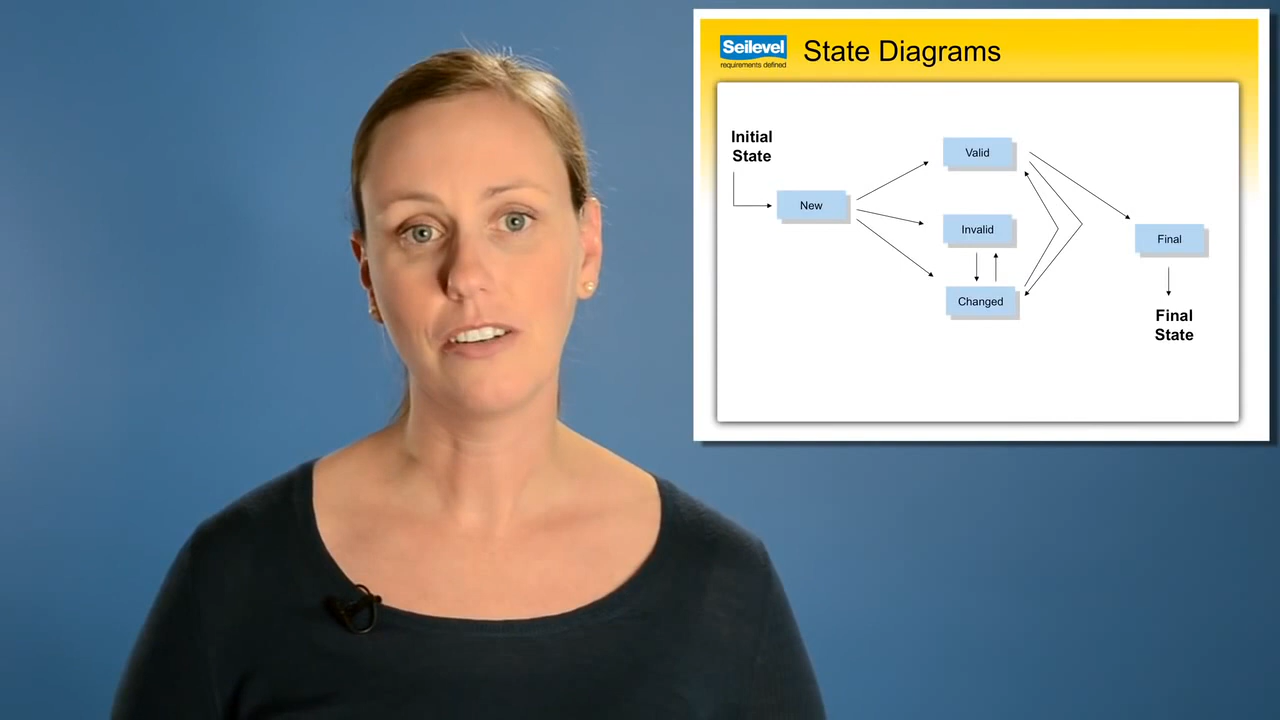 Seilevel
requirements defined
State Diagrams
Initial
State
New
Valid
Invalid
Changed
Final
Final
State